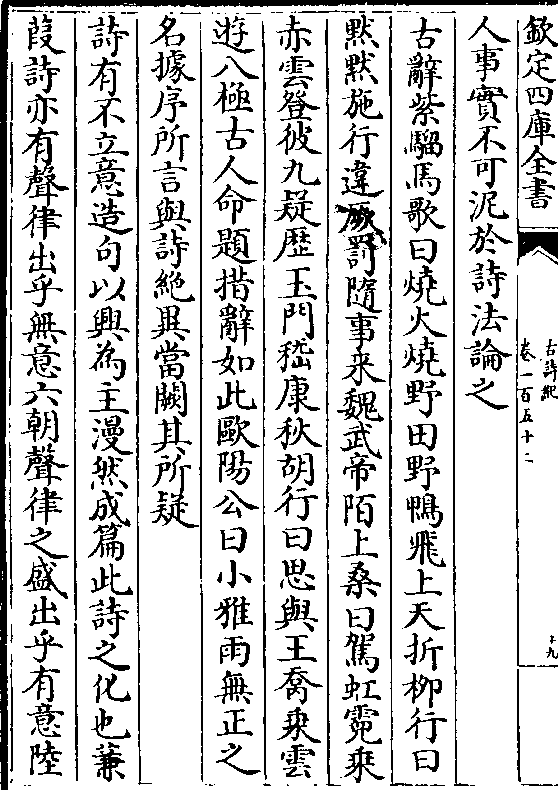 欽定四庫全書
古詩紀
卷一百五十二
十九
人事實不可泥於詩法論之
古辭紫騮馬歌曰燒火燒野田野鴨飛上天折柳行曰
默默施行違厥罰隨事来魏武帝陌上桑曰駕虹霓乗
赤雲登彼九疑歴玉門嵇康秋胡行曰思與王喬乗雲
逰八極古人命題措辭如此歐陽公曰小雅雨無正之
名據序所言與詩絶異當闕其所疑
詩有不立意造句以興為主漫然成篇此詩之化也蒹
葭詩亦有聲律出乎無意六朝聲律之盛出乎有意陸